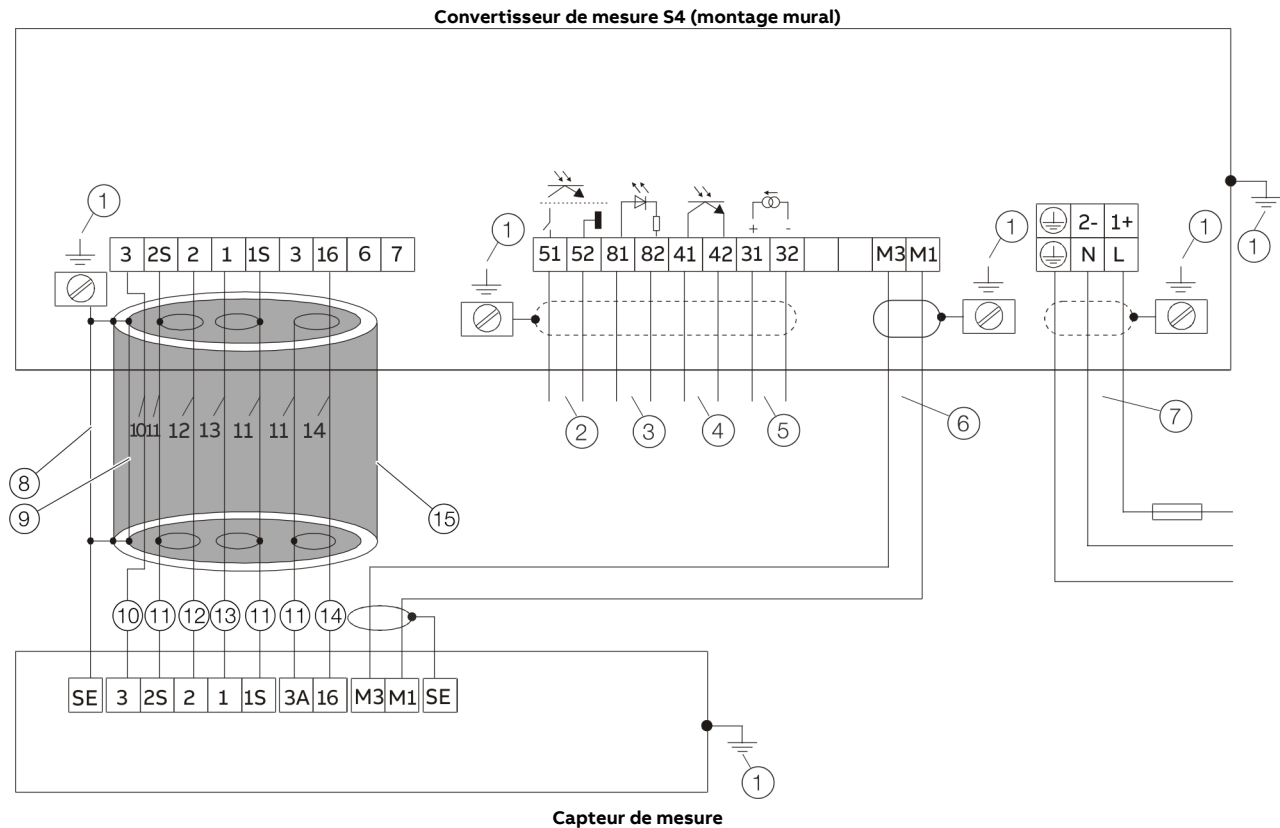 Convertisseur de mesure S4 (montage mural)
1
1
1
1
1
1
3 2S 2 1 1S 3 16 6 7
+ -
51 52 81 82 41 42 31 32 M3 M1
2- 1+
N L
10 11 12 13 11 11 14
2 3 4 5 6 7
8
9
15
10 11 12 13 11 11 14
SE 3 2S 2 1 1S 3A 16 M3 M1 SE
1
Capteur de mesure